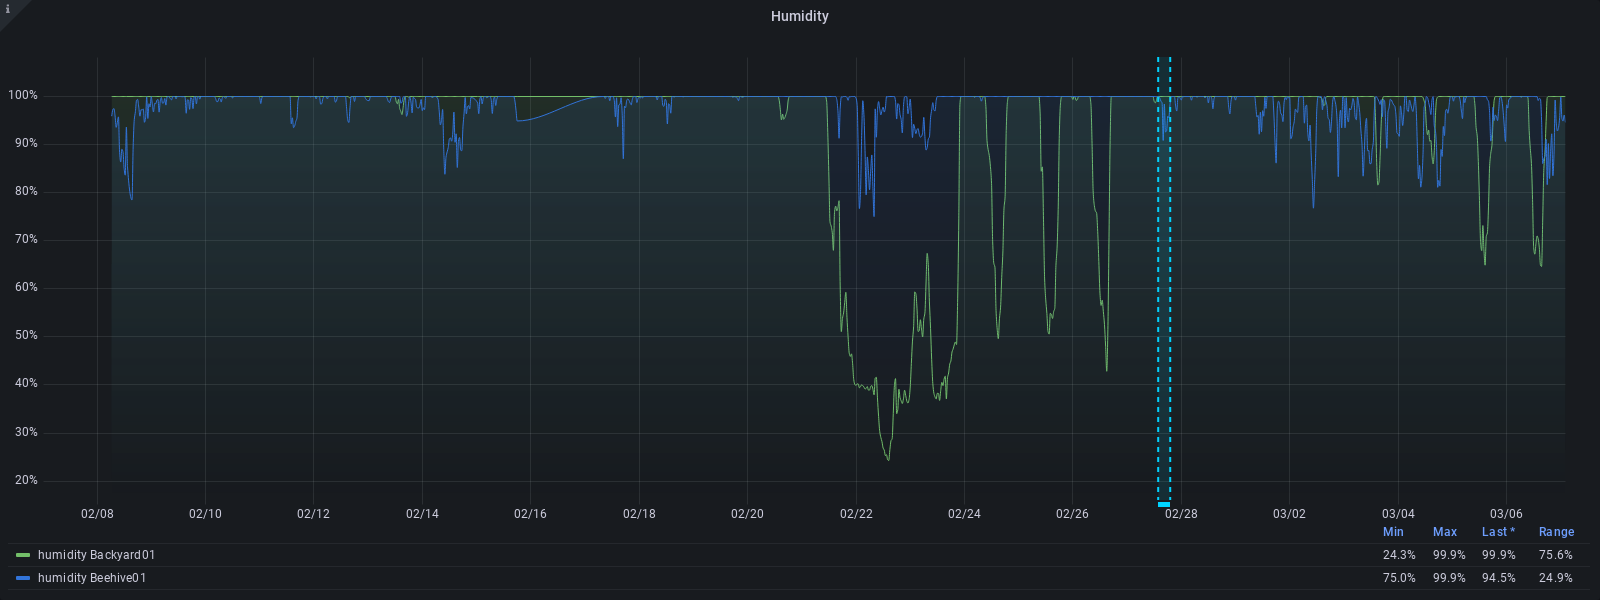 i
Humidity
100%
90%
80%
70%
60%
50%
40%
30%
20%
02/08 02/10 02/12 02/14 02/16 02/18 02/20 02/22 02/24 02/26 02/28 03/02 03/04 03/06
Min Max Last * Range
humidity Backyard01 24.3% 99.9% 99.9% 75.6%
humidity Beehive01 75.0% 99.9% 94.5% 24.9%